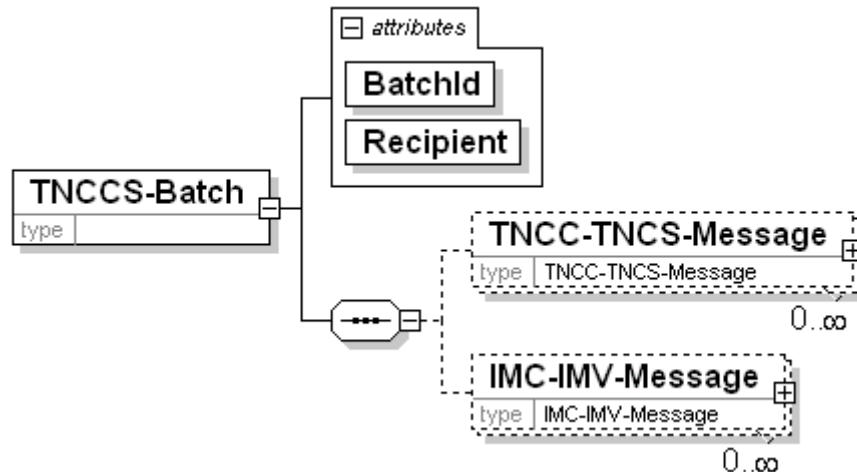 attributes
BatchId
Recipient
TNCCS-Batch
type
TNCC-TNCS-Message
type TNCC-TNCS-Message
0..∞
IMC-IMV-Message
type IMC-IMV-Message
0..∞